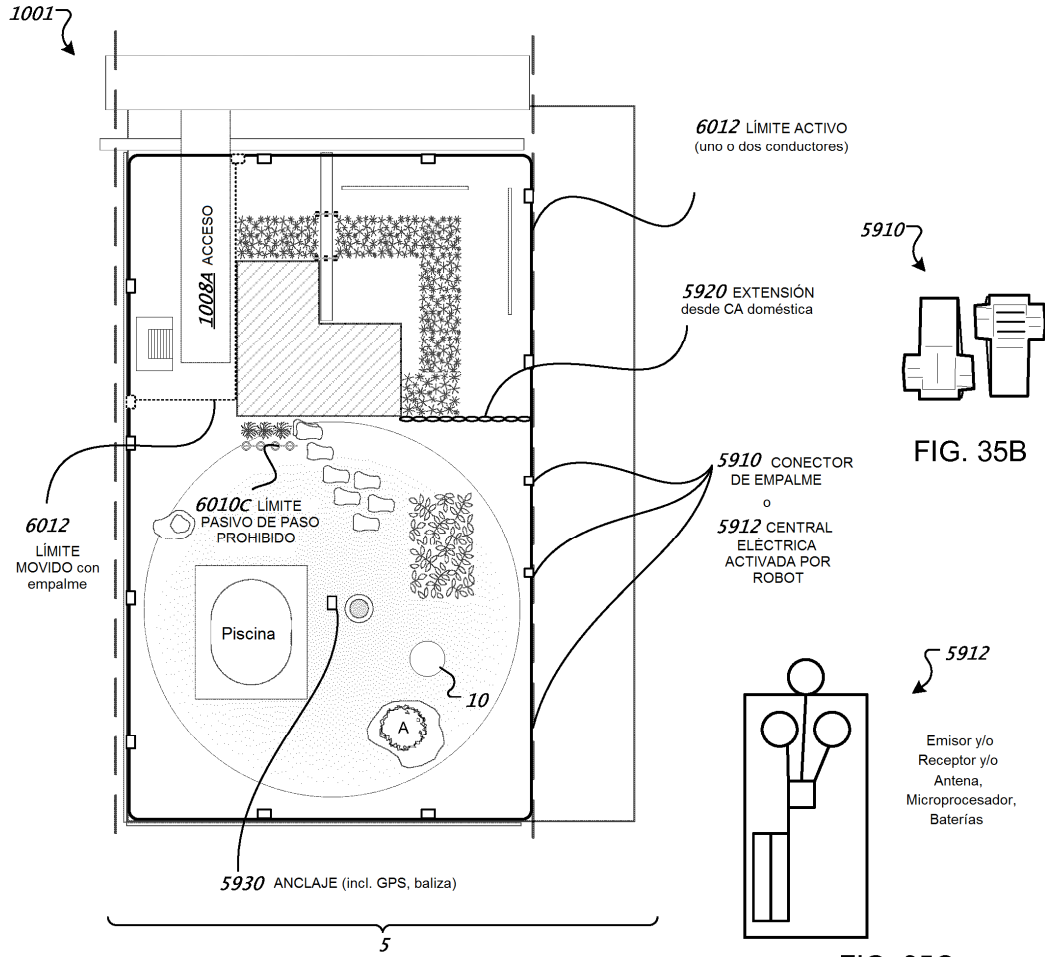 1001
6012 LÍMITE ACTIVO
(uno o dos conductores)
5910
1008A ACCESO
5920 EXTENSIÓN
desde CA doméstica
FIG. 35B
5910 CONECTOR
DE EMPALME
o
5912 CENTRAL
ELÉCTRICA
ACTIVADA POR
ROBOT
6010C LÍMITE
PASIVO DE PASO
PROHIBIDO
6012
LÍMITE
MOVIDO con
empalme
Piscina
10
A
5912
Emisor y/o
Receptor y/o
Antena,
Microprocesador,
Baterías
5930 ANCLAJE (incl. GPS, baliza)
5